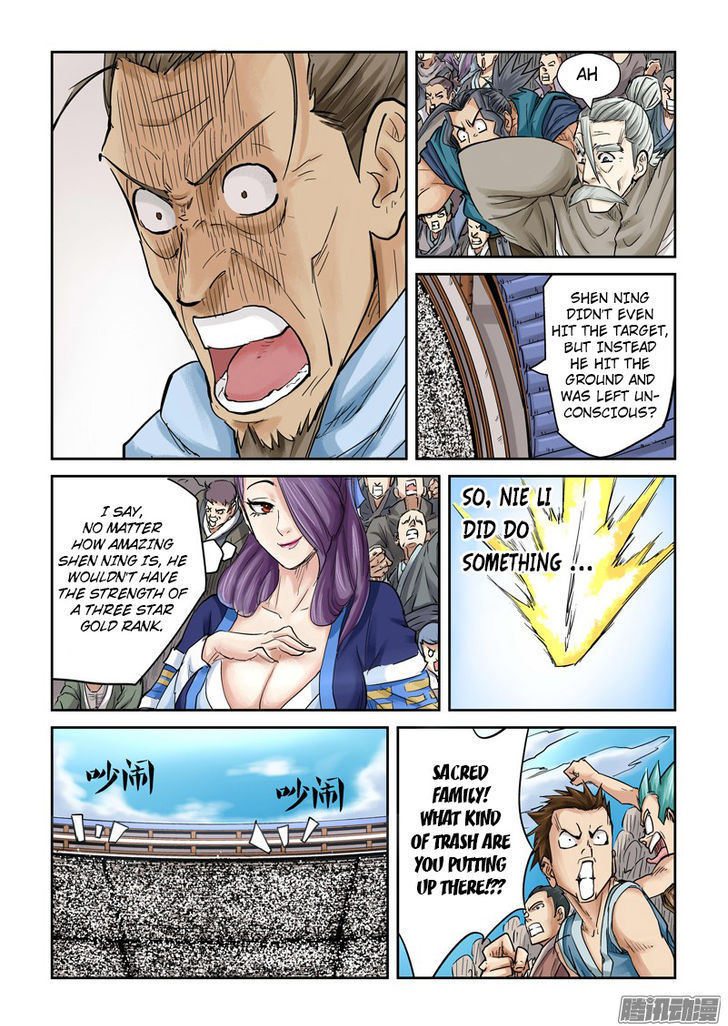 AH
SHEN NING
DIDN'T EVEN
HIT THE TARGET,
BUT INSTEAD
HE HIT THE
GROUND AND
WAS LEFT UN-
CONSCIOUS?
I SAY,
NO MATTER
HOW AMAZING
SHEN NING IS, HE
WOULDN'T HAVE
THE STRENGTH OF
A THREE STAR
GOLD RANK.
SO, NIE LI
DID DO
SOMETHING ...
吵闹
吵闹
SACRED
FAMILY!
WHAT KIND
OF TRASH ARE
YOU PUTTING
UP THERE!??
腾讯动漫